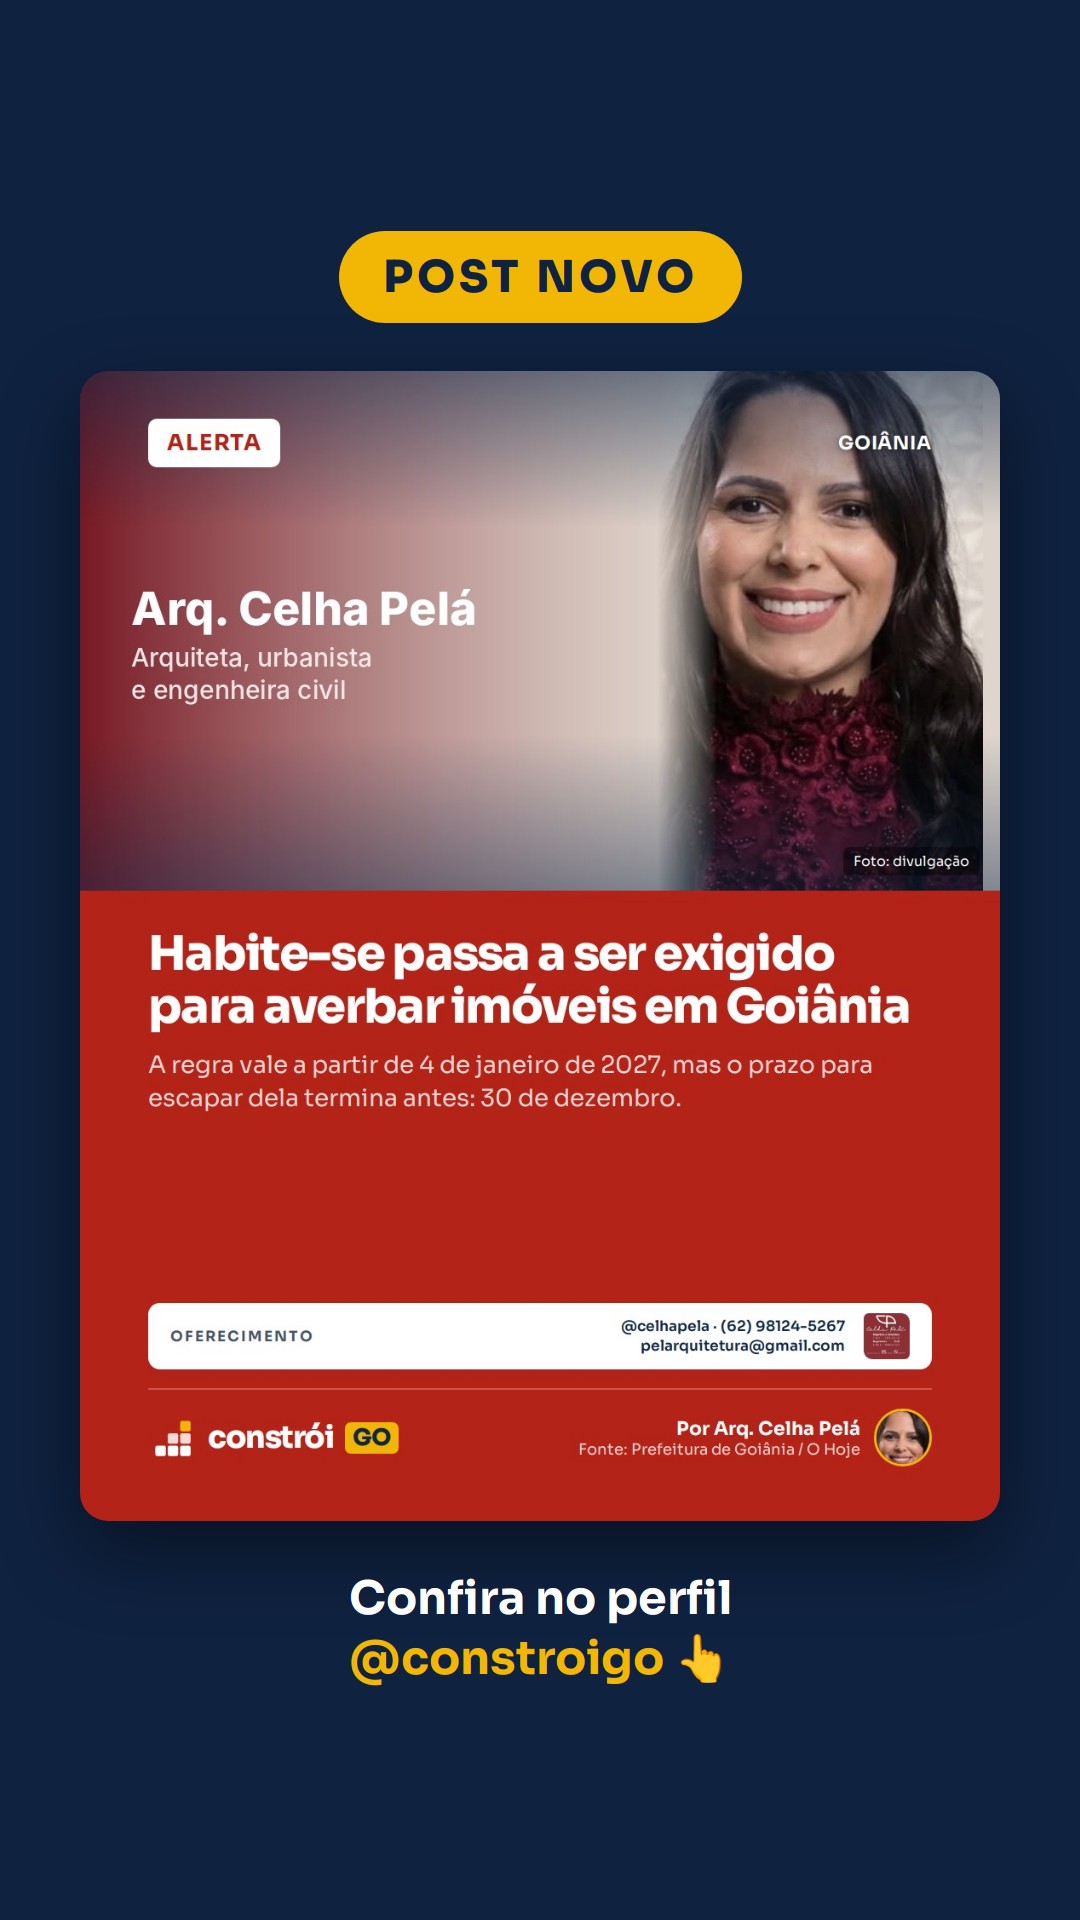 POST NOVO
ALERTA
GOIÂNIA
Arq. Celha Pelá
Arquiteta, urbanista
e engenheira civil
Foto: divulgação
Habite-se passa a ser exigido
para averbar imóveis em Goiânia
A regra vale a partir de 4 de janeiro de 2027, mas o prazo para
escapar dela termina antes: 30 de dezembro.
OFERECIMENTO
@celhapela · (62) 98124-5267
pelarquitetura@gmail.com
constrói GO
Por Arq. Celha Pelá
Fonte: Prefeitura de Goiânia / O Hoje
Confira no perfil
@constroigo 👆